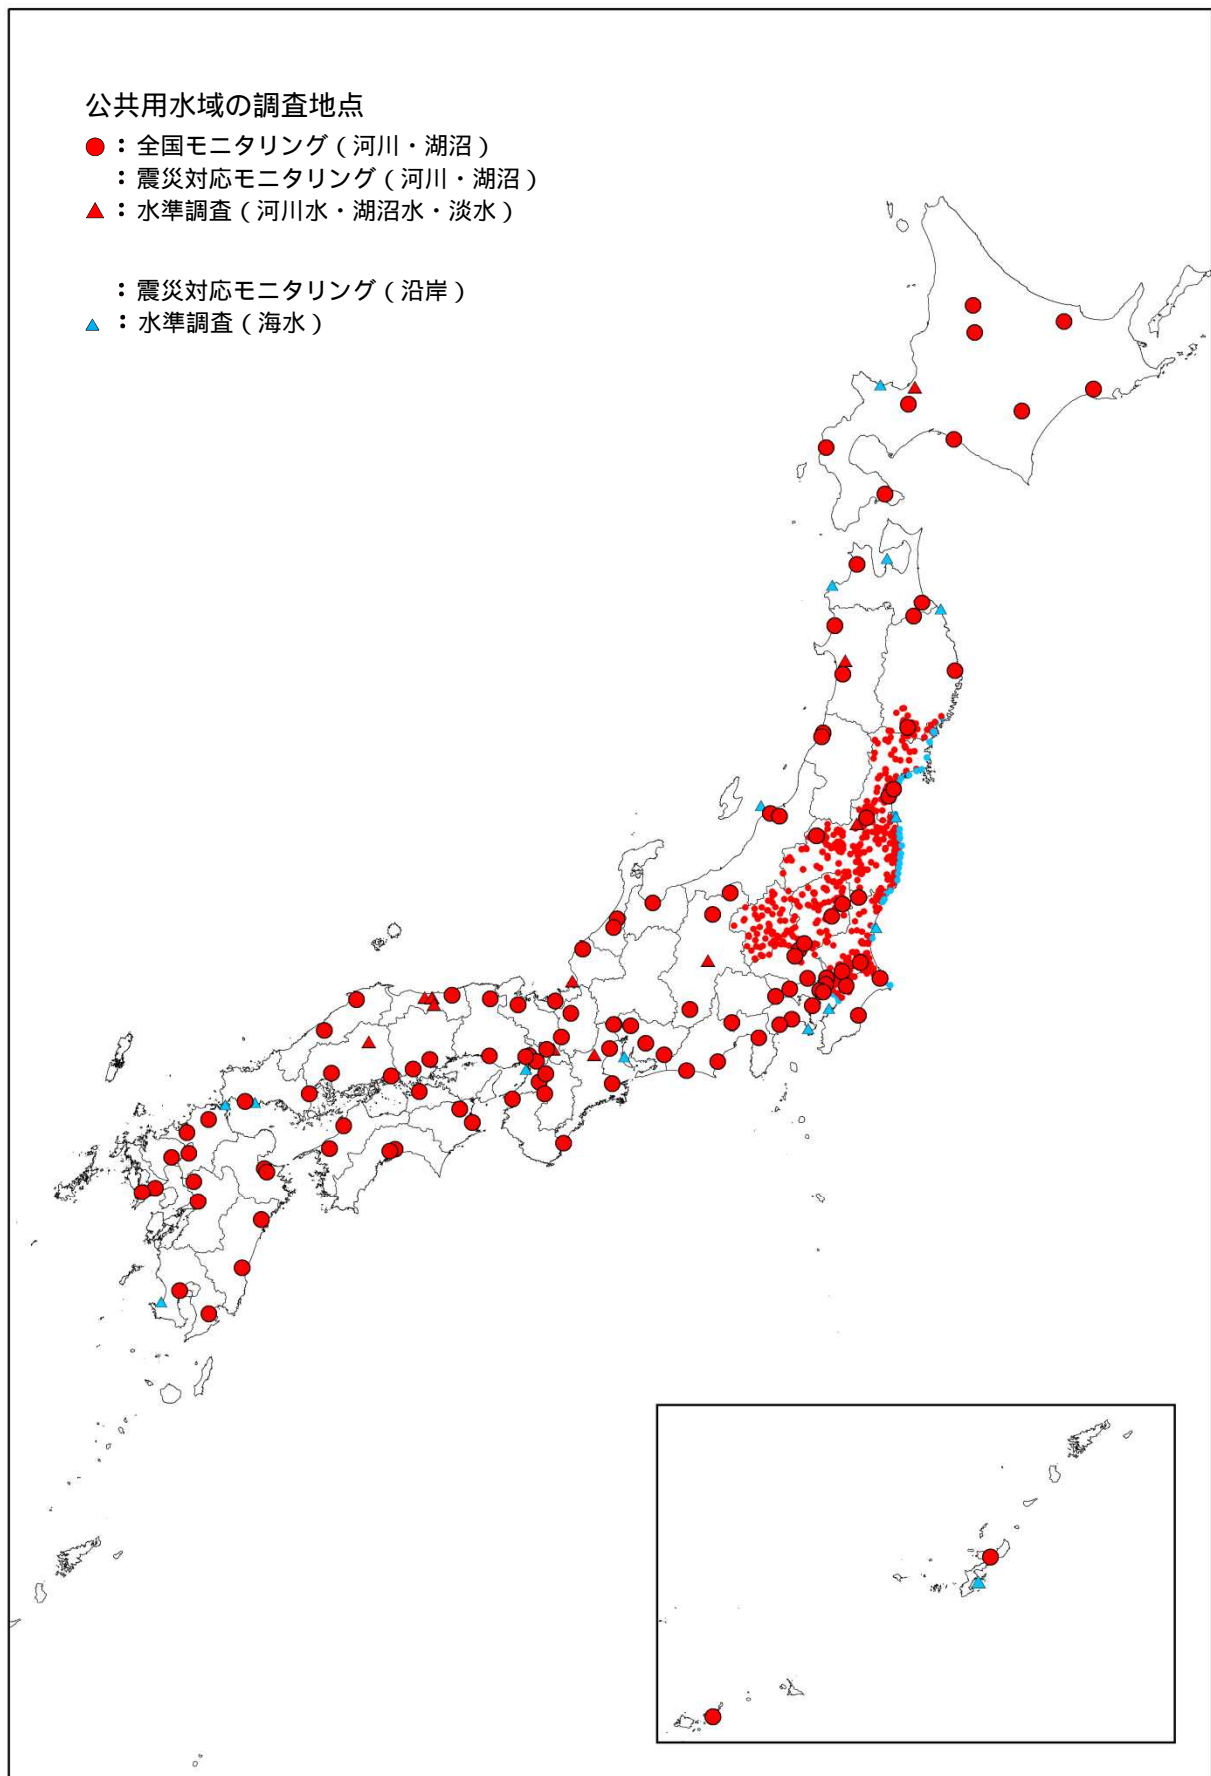 公共用水域の調査地点
：全国モニタリング（河川・湖沼）
：震災対応モニタリング（河川・湖沼）
：水準調査（河川水・湖沼水・淡水）
：震災対応モニタリング（沿岸）
：水準調査（海水）